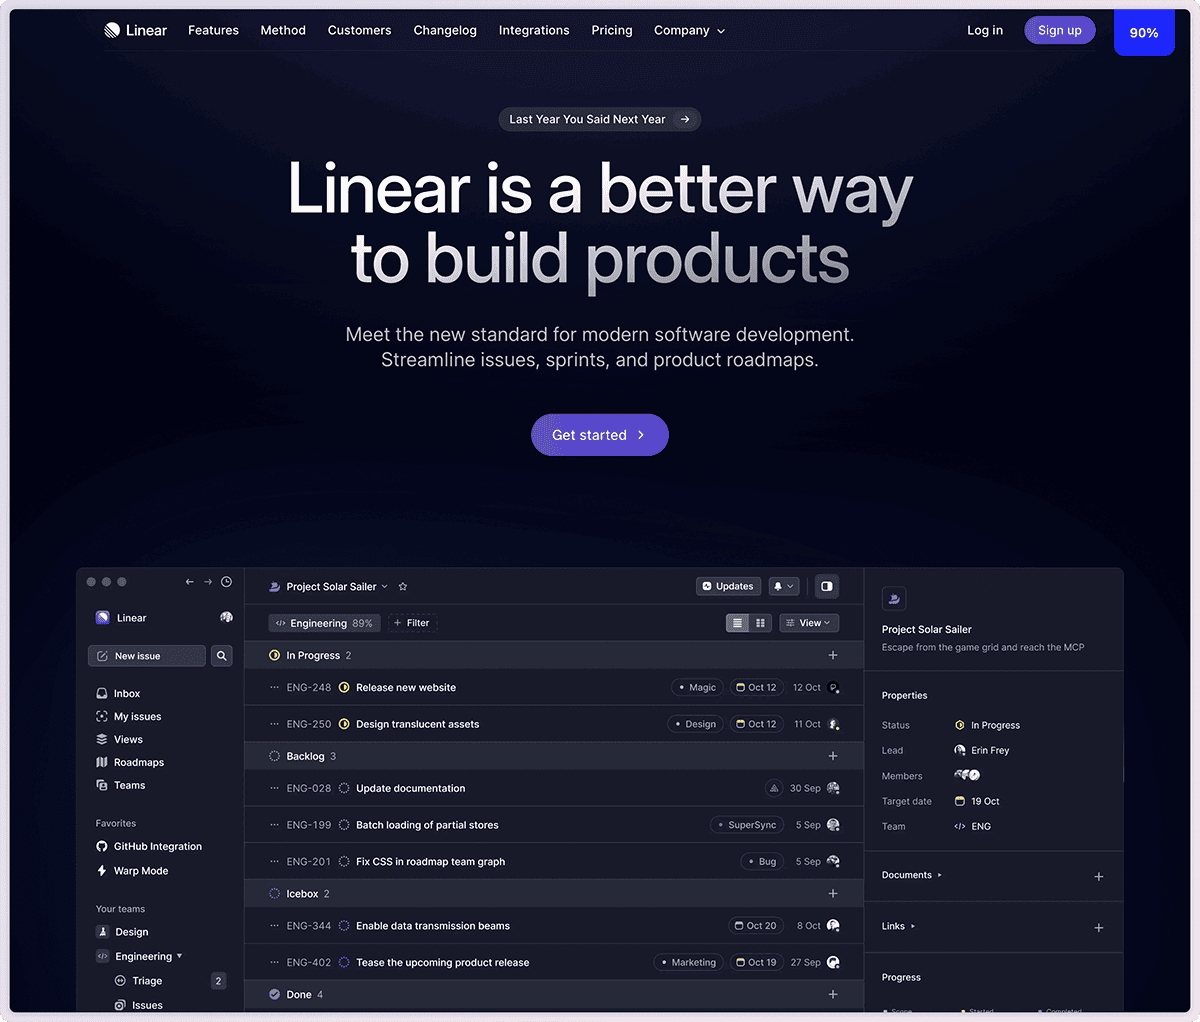 Linear Features Method Customers Changelog Integrations Pricing Company Log in Sign up 90%
Last Year You Said Next Year →
Linear is a better way
to build products
Meet the new standard for modern software development.
Streamline issues, sprints, and product roadmaps.
Get started
Linear
New issue
Inbox
My issues
Views
Roadmaps
Teams
Favorites
GitHub Integration
Warp Mode
Your teams
Design
Engineering
Triage 2
Issues
Project Solar Sailer Updates
Engineering 89% + Filter View
In Progress 2
ENG-248 Release new website Magic Oct 12 12 Oct
ENG-250 Design translucent assets Design Oct 12 11 Oct
Backlog 3
ENG-028 Update documentation 30 Sep
ENG-199 Batch loading of partial stores SuperSync 5 Sep
ENG-201 Fix CSS in roadmap team graph Bug 5 Sep
Icebox 2
ENG-344 Enable data transmission beams Oct 20 8 Oct
ENG-402 Tease the upcoming product release Marketing Oct 19 27 Sep
Done 4
Project Solar Sailer
Escape from the game grid and reach the MCP
Properties
Status In Progress
Lead Erin Frey
Members
Target date 19 Oct
Team ENG
Documents
Links
Progress
Scope Started Completed